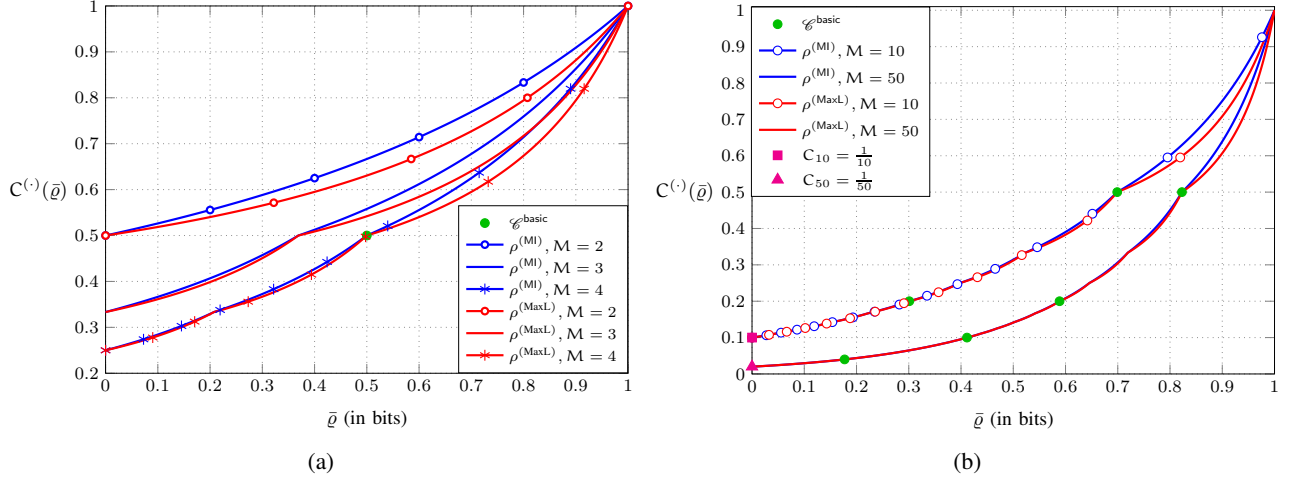 1
0.9
0.8
0.7
0.6
0.5
0.4
0.3
0.2
C^(·)(ϱ̄)
0 0.1 0.2 0.3 0.4 0.5 0.6 0.7 0.8 0.9 1
ϱ̄ (in bits)
𝒞^basic
ρ^(MI), M = 2
ρ^(MI), M = 3
ρ^(MI), M = 4
ρ^(MaxL), M = 2
ρ^(MaxL), M = 3
ρ^(MaxL), M = 4
(a)
1
0.9
0.8
0.7
0.6
0.5
0.4
0.3
0.2
0.1
0
C^(·)(ϱ̄)
0 0.1 0.2 0.3 0.4 0.5 0.6 0.7 0.8 0.9 1
ϱ̄ (in bits)
𝒞^basic
ρ^(MI), M = 10
ρ^(MI), M = 50
ρ^(MaxL), M = 10
ρ^(MaxL), M = 50
C₁₀ = 1/10
C₅₀ = 1/50
(b)